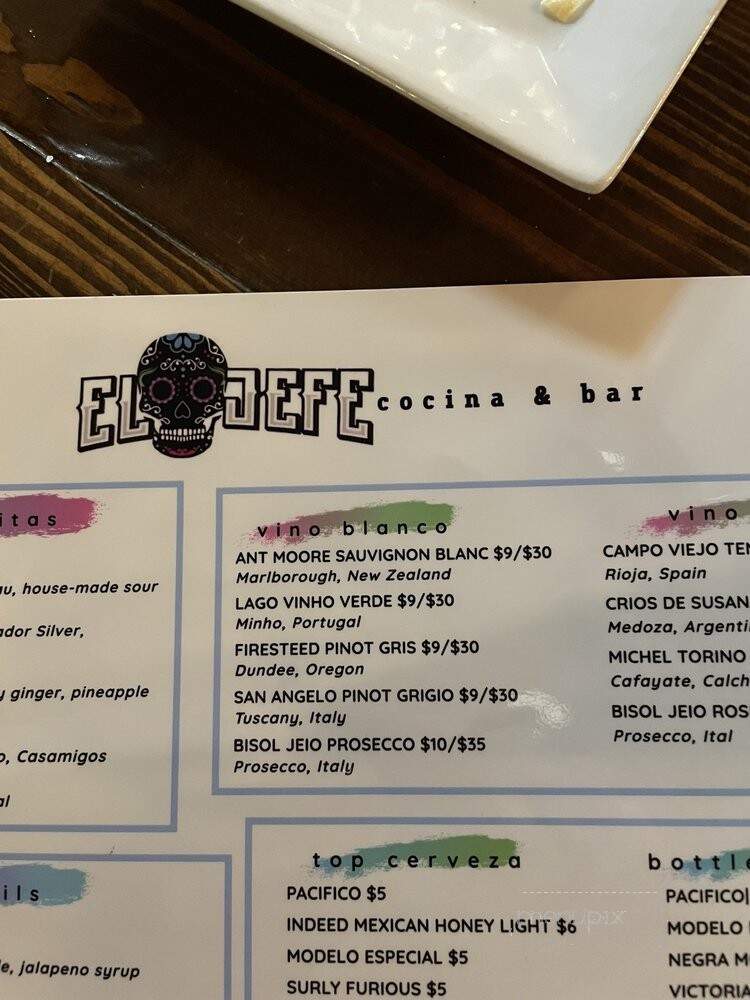 EL JEFE cocina & bar
itas
house-made sour
ador Silver,
ginger, pineapple
Casamigos
al
ils
jalapeno syrup
vino blanco
ANT MOORE SAUVIGNON BLANC $9/$30
Marlborough, New Zealand
LAGO VINHO VERDE $9/$30
Minho, Portugal
FIRESTEED PINOT GRIS $9/$30
Dundee, Oregon
SAN ANGELO PINOT GRIGIO $9/$30
Tuscany, Italy
BISOL JEIO PROSECCO $10/$35
Prosecco, Italy
vino
CAMPO VIEJO TEM
Rioja, Spain
CRIOS DE SUSAN
Medoza, Argenti
MICHEL TORINO
Cafayate, Calch
BISOL JEIO ROS
Prosecco, Ital
top cerveza
PACIFICO $5
INDEED MEXICAN HONEY LIGHT $6
MODELO ESPECIAL $5
SURLY FURIOUS $5
bottle
PACIFICO|
MODELO
NEGRA M
VICTORIA
menupix